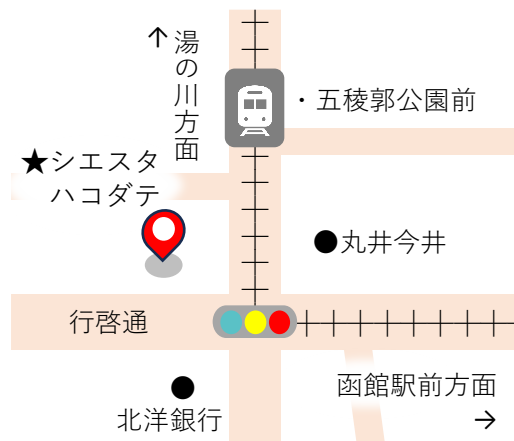 ↑湯の川方面
・五稜郭公園前
★シエスタ
ハコダテ
●丸井今井
行啓通
●
北洋銀行
函館駅前方面
→